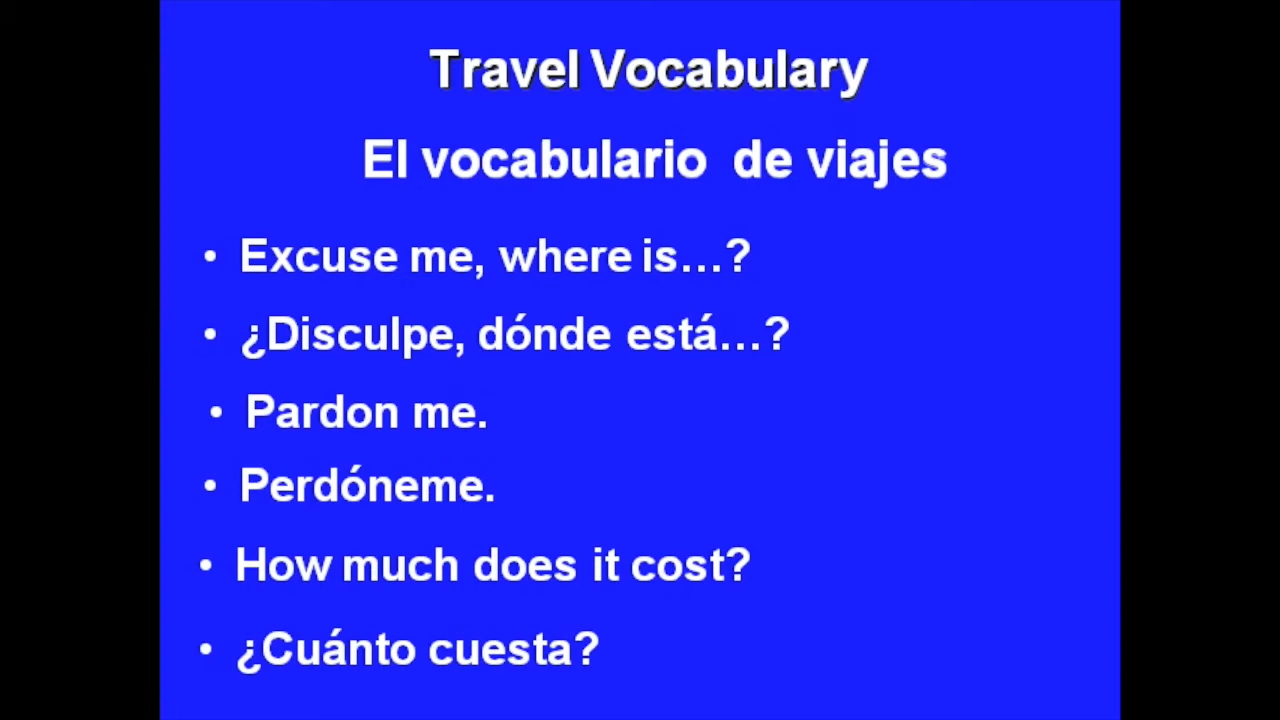 Travel Vocabulary
El vocabulario de viajes
• Excuse me, where is…?
• ¿Disculpe, dónde está…?
• Pardon me.
• Perdóneme.
• How much does it cost?
• ¿Cuánto cuesta?